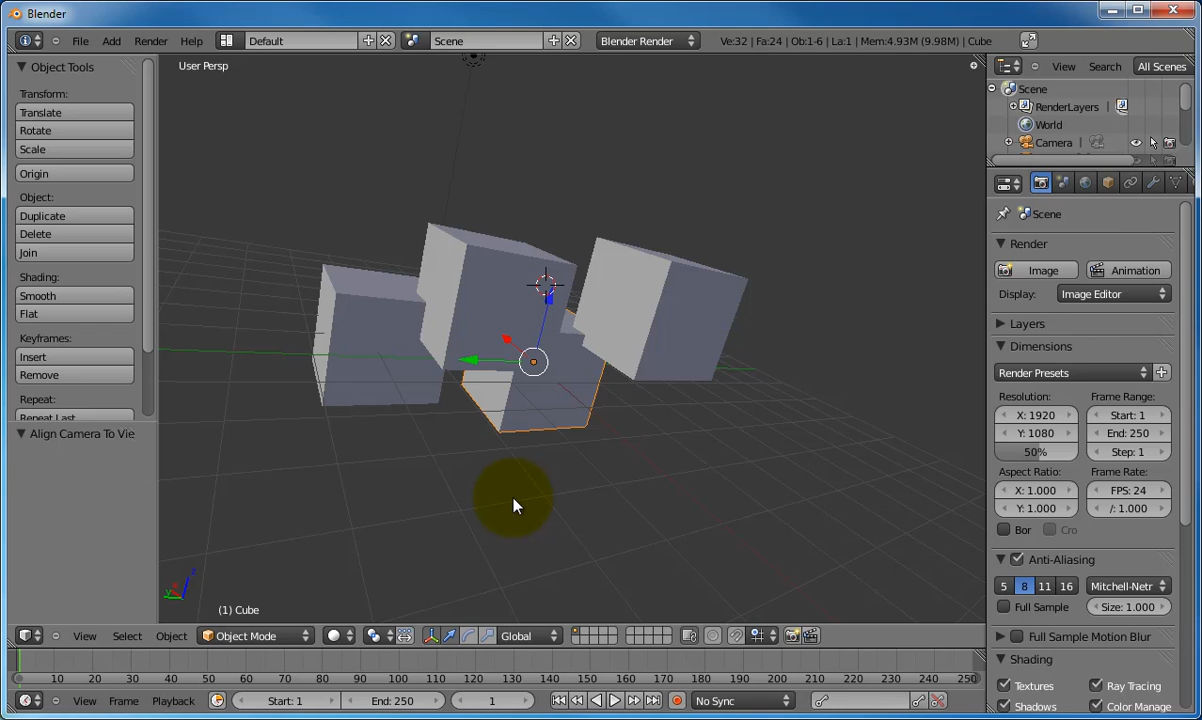 Blender
File Add Render Help Default Scene Blender Render Ve:32 | Fa:24 | Ob:1-6 | La:1 | Mem:4.93M (9.98M) | Cube
Object Tools
Transform:
Translate
Rotate
Scale
Origin
Object:
Duplicate
Delete
Join
Shading:
Smooth
Flat
Keyframes:
Insert
Remove
Repeat:
Repeat Last
Align Camera To Vie
User Persp
(1) Cube
View Select Object Object Mode Global
View Search All Scenes
Scene
RenderLayers
World
Camera
Scene
Render
Image Animation
Display: Image Editor
Layers
Dimensions
Render Presets
Resolution: Frame Range:
X: 1920 Start: 1
Y: 1080 End: 250
50% Step: 1
Aspect Ratio: Frame Rate:
X: 1.000 FPS: 24
Y: 1.000 /: 1.000
Bor Cro
Anti-Aliasing
5 8 11 16 Mitchell-Netr
Full Sample Size: 1.000
Full Sample Motion Blur
Shading
Textures Ray Tracing
Shadows Color Manage
0 10 20 30 40 50 60 70 80 90 100 110 120 130 140 150 160 170 180 190 200 210 220 230 240 250
View Frame Playback Start: 1 End: 250 1 No Sync